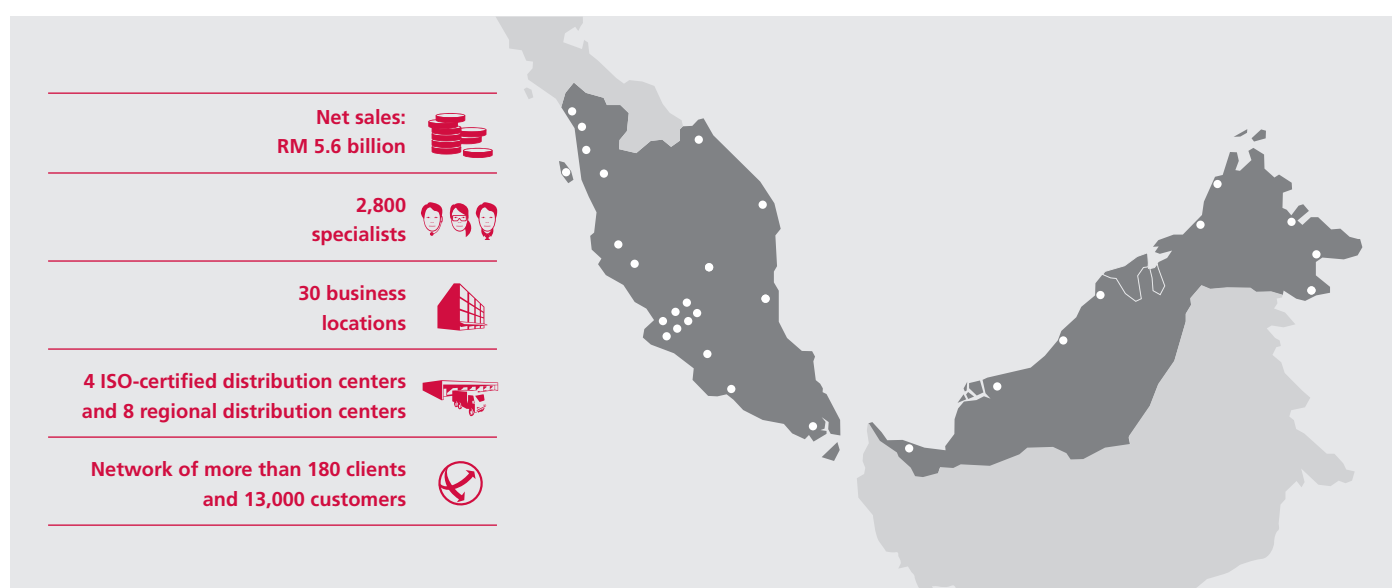 Net sales:
RM 5.6 billion
2,800
specialists
30 business
locations
4 ISO-certified distribution centers
and 8 regional distribution centers
Network of more than 180 clients
and 13,000 customers